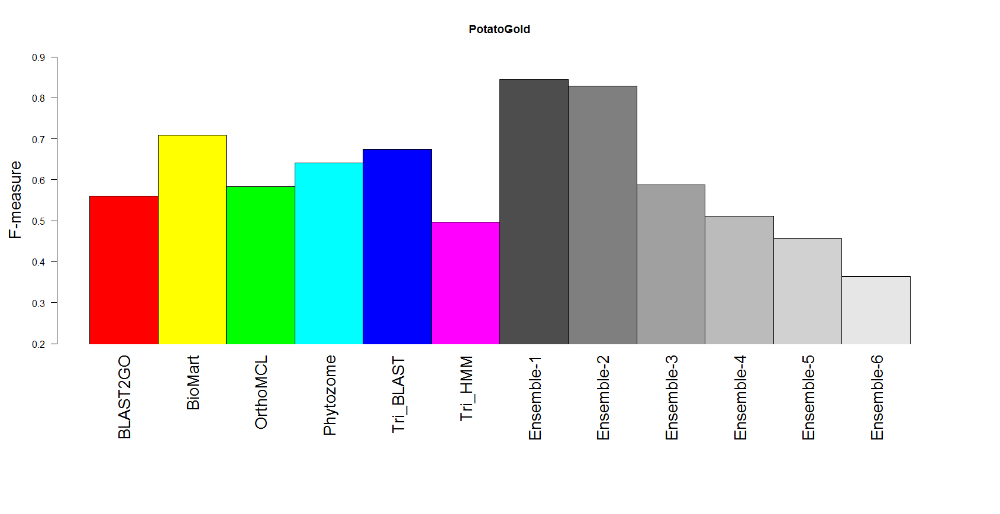 PotatoGold
F-measure
0.9
0.8
0.7
0.6
0.5
0.4
0.3
0.2
BLAST2GO
BioMart
OrthoMCL
Phytozome
Tri_BLAST
Tri_HMM
Ensemble-1
Ensemble-2
Ensemble-3
Ensemble-4
Ensemble-5
Ensemble-6